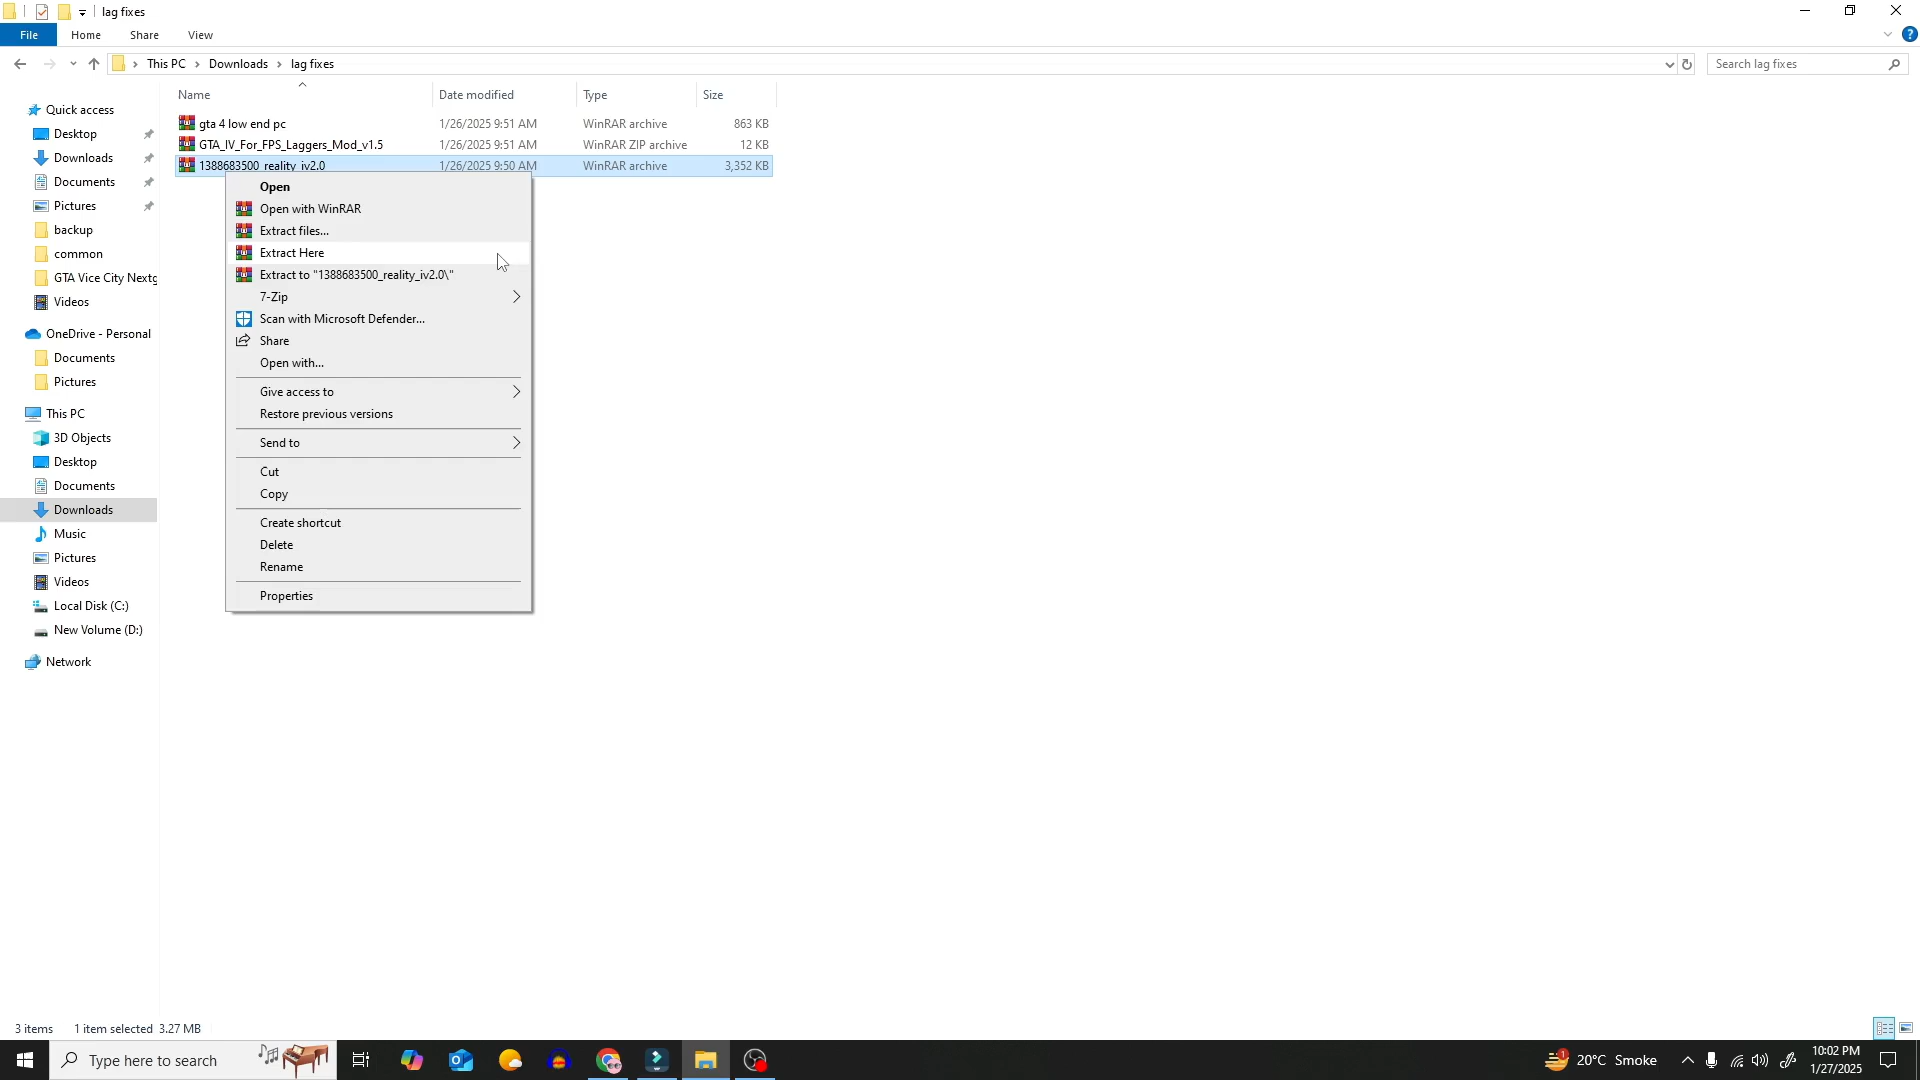 lag fixes
File Home Share View
This PC Downloads lag fixes
Search lag fixes
Name Date modified Type Size
gta 4 low end pc 1/26/2025 9:51 AM WinRAR archive 863 KB
GTA_IV_For_FPS_Laggers_Mod_v1.5 1/26/2025 9:51 AM WinRAR ZIP archive 12 KB
1388683500_reality_iv2.0 1/26/2025 9:50 AM WinRAR archive 3,352 KB
Quick access
Desktop
Downloads
Documents
Pictures
backup
common
GTA Vice City Nextg
Videos
OneDrive - Personal
Documents
Pictures
This PC
3D Objects
Desktop
Documents
Downloads
Music
Pictures
Videos
Local Disk (C:)
New Volume (D:)
Network
Open
Open with WinRAR
Extract files...
Extract Here
Extract to "1388683500_reality_iv2.0\"
7-Zip
Scan with Microsoft Defender...
Share
Open with...
Give access to
Restore previous versions
Send to
Cut
Copy
Create shortcut
Delete
Rename
Properties
3 items 1 item selected 3.27 MB
Type here to search
1
20°C Smoke
10:02 PM
1/27/2025